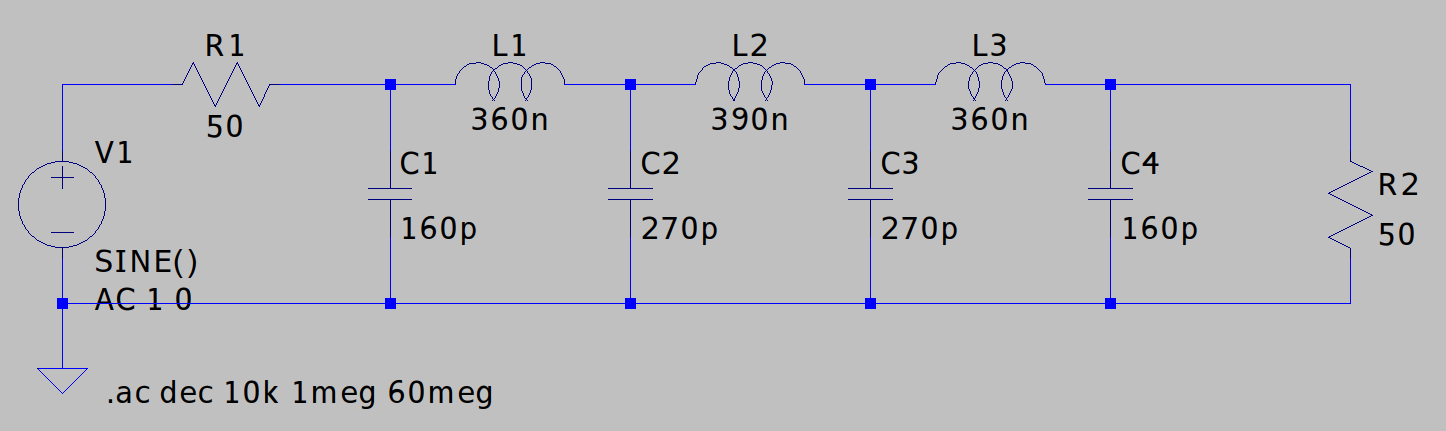 R1
50
L1
360n
L2
390n
L3
360n
V1
SINE()
AC 1 0
C1
160p
C2
270p
C3
270p
C4
160p
R2
50
.ac dec 10k 1meg 60meg